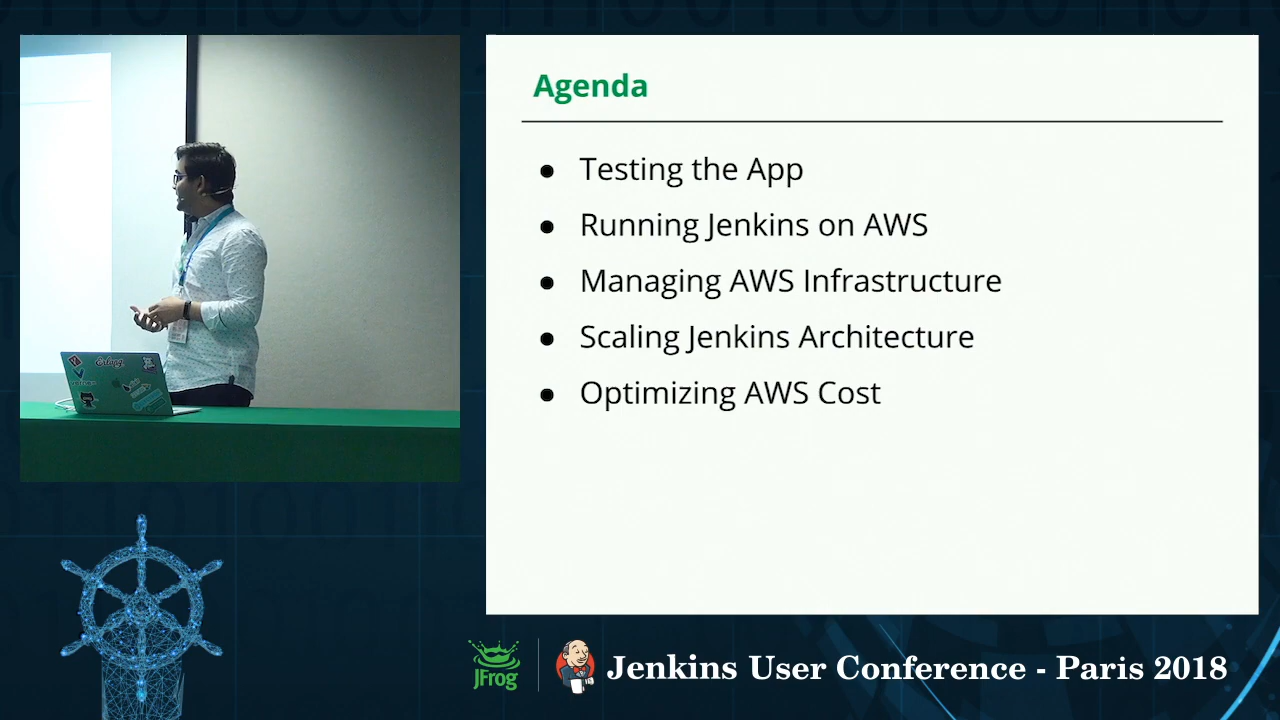 Agenda
● Testing the App
● Running Jenkins on AWS
● Managing AWS Infrastructure
● Scaling Jenkins Architecture
● Optimizing AWS Cost
Erlang
JFrog
Jenkins User Conference - Paris 2018